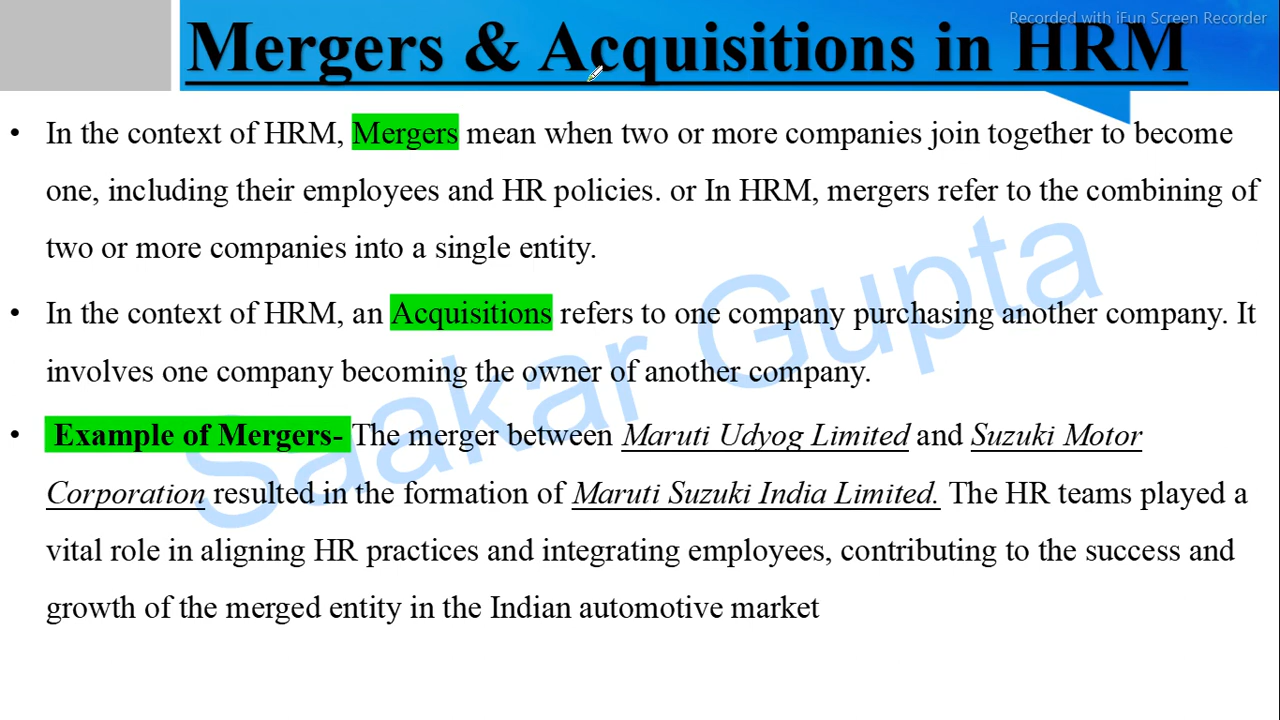 Recorded with iFun Screen Recorder
Mergers & Acquisitions in HRM
• In the context of HRM, Mergers mean when two or more companies join together to become
one, including their employees and HR policies. or In HRM, mergers refer to the combining of
two or more companies into a single entity.
• In the context of HRM, an Acquisitions refers to one company purchasing another company. It
involves one company becoming the owner of another company.
• Example of Mergers- The merger between Maruti Udyog Limited and Suzuki Motor
Corporation resulted in the formation of Maruti Suzuki India Limited. The HR teams played a
vital role in aligning HR practices and integrating employees, contributing to the success and
growth of the merged entity in the Indian automotive market
Saakar Gupta